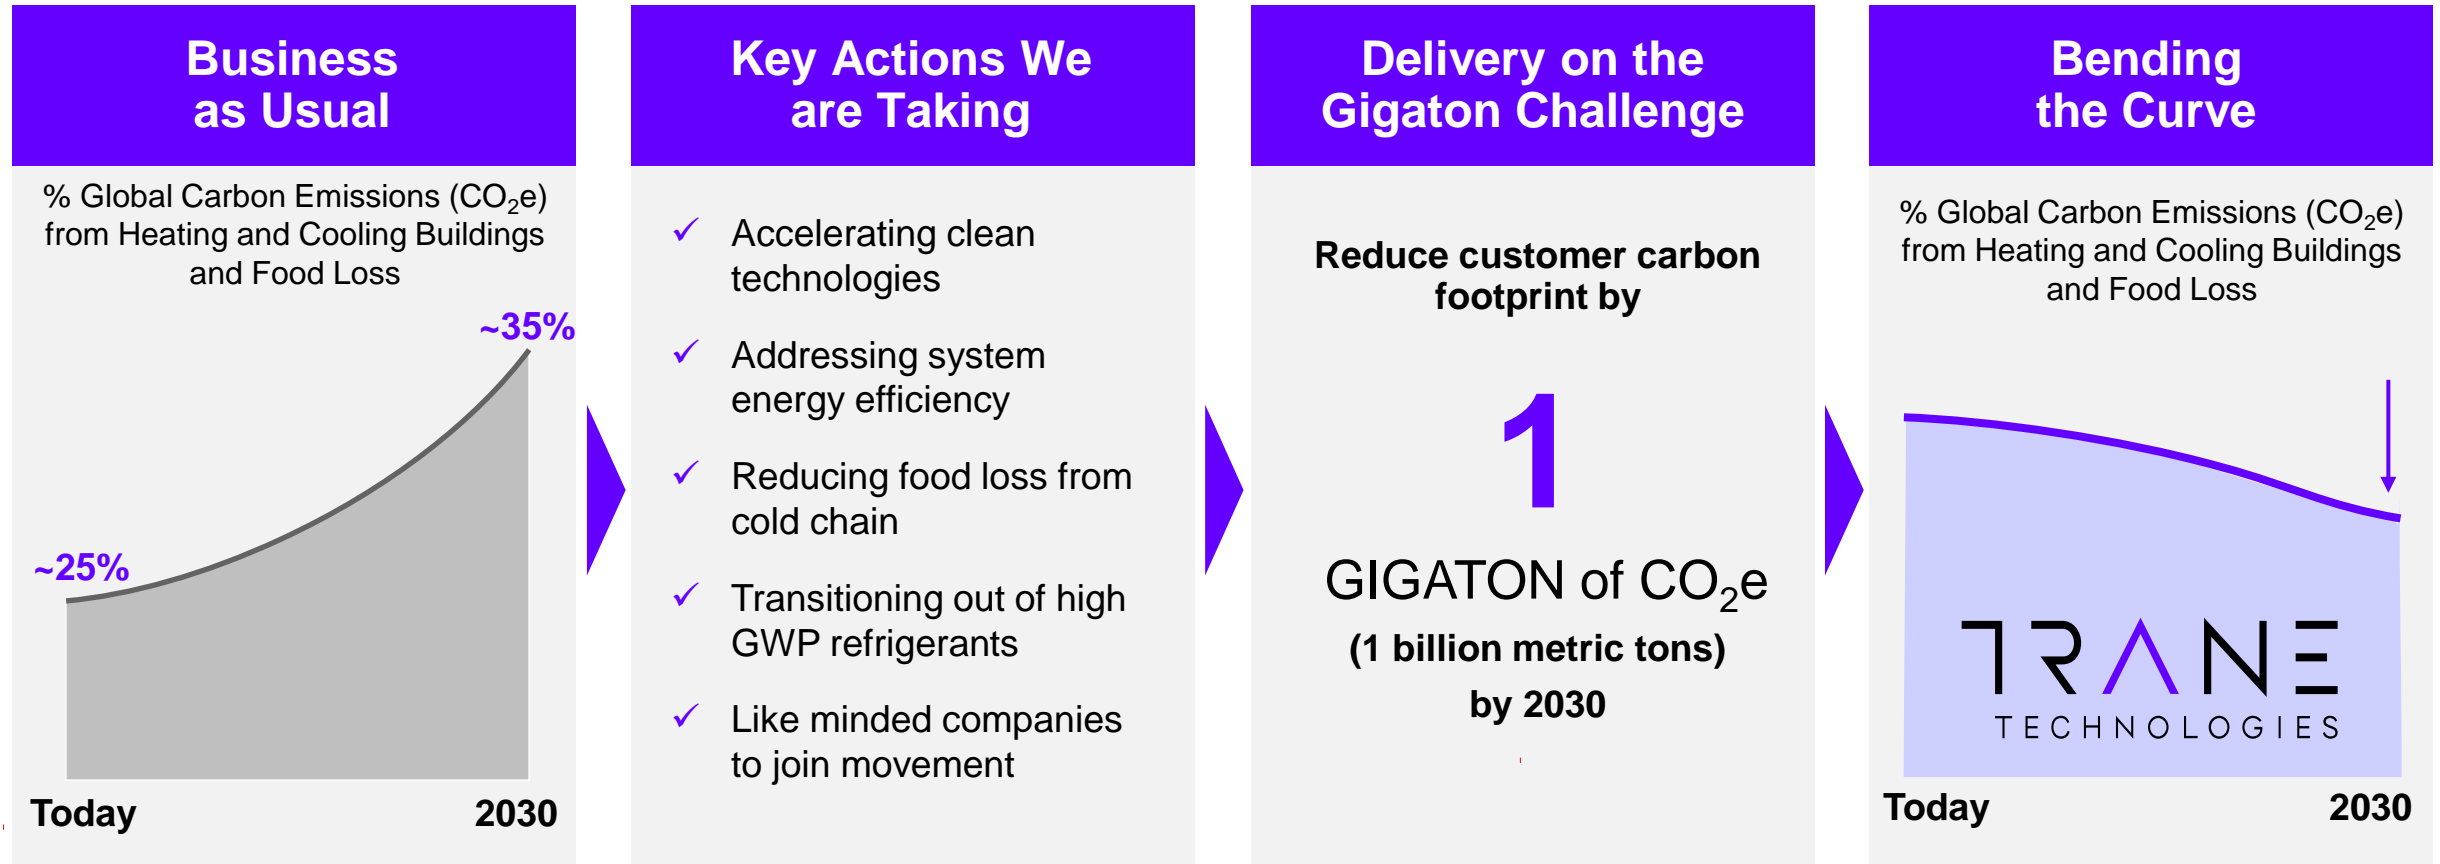 Business
as Usual
% Global Carbon Emissions (CO₂e)
from Heating and Cooling Buildings
and Food Loss
~35%
~25%
Today
2030
Key Actions We
are Taking
✓ Accelerating clean
technologies
✓ Addressing system
energy efficiency
✓ Reducing food loss from
cold chain
✓ Transitioning out of high
GWP refrigerants
✓ Like minded companies
to join movement
Delivery on the
Gigaton Challenge
Reduce customer carbon
footprint by
1
GIGATON of CO₂e
(1 billion metric tons)
by 2030
Bending
the Curve
% Global Carbon Emissions (CO₂e)
from Heating and Cooling Buildings
and Food Loss
TRANE
TECHNOLOGIES
Today
2030